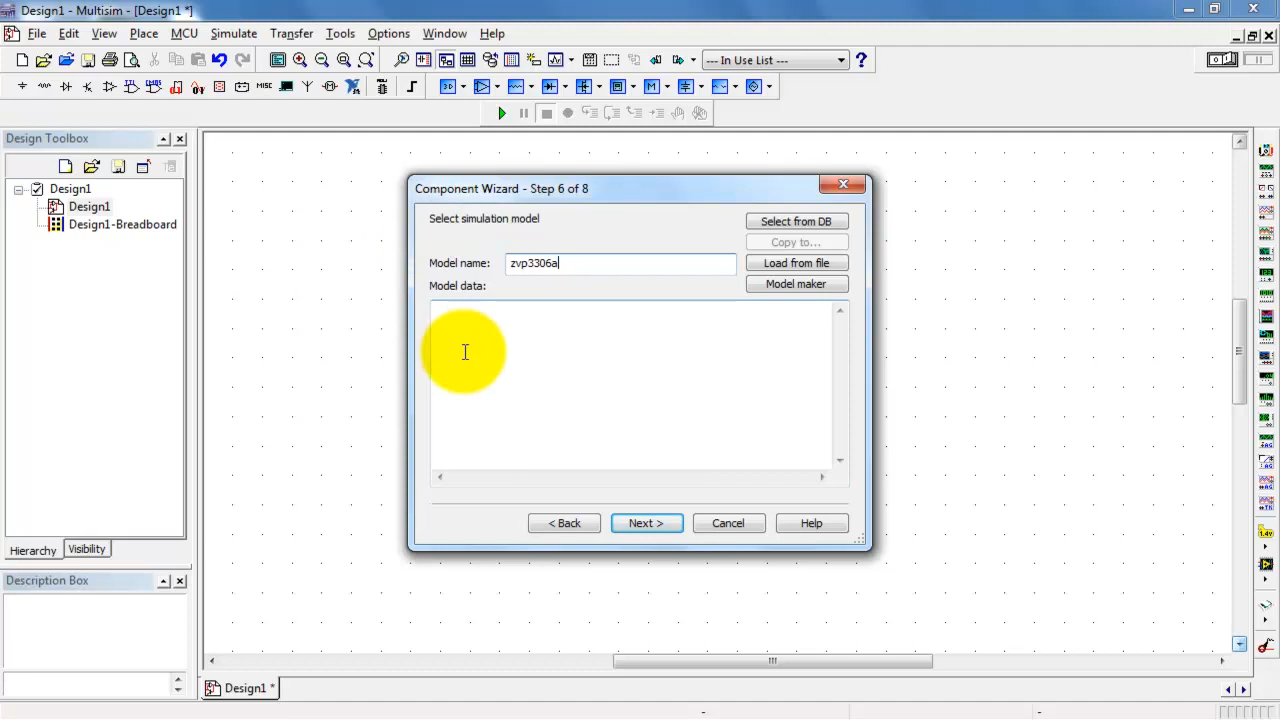 Design1 - Multisim - [Design1 *]
File Edit View Place MCU Simulate Transfer Tools Options Window Help
--- In Use List ---
MISC
Design Toolbox
Design1
Design1
Design1-Breadboard
Hierarchy Visibility
Description Box
Component Wizard - Step 6 of 8
Select simulation model
Select from DB
Copy to...
Model name: zvp3306a
Load from file
Model data:
Model maker
< Back Next > Cancel Help
Design1 *